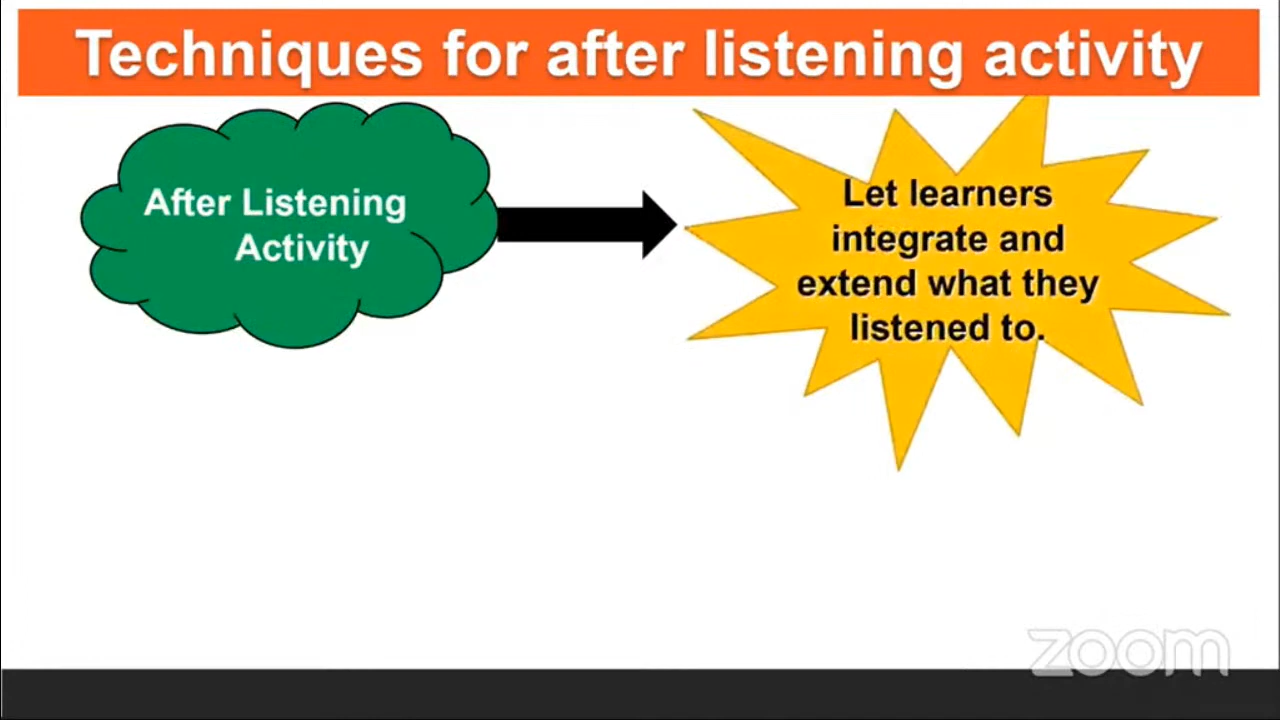 Techniques for after listening activity
After Listening
Activity
Let learners
integrate and
extend what they
listened to.
zoom